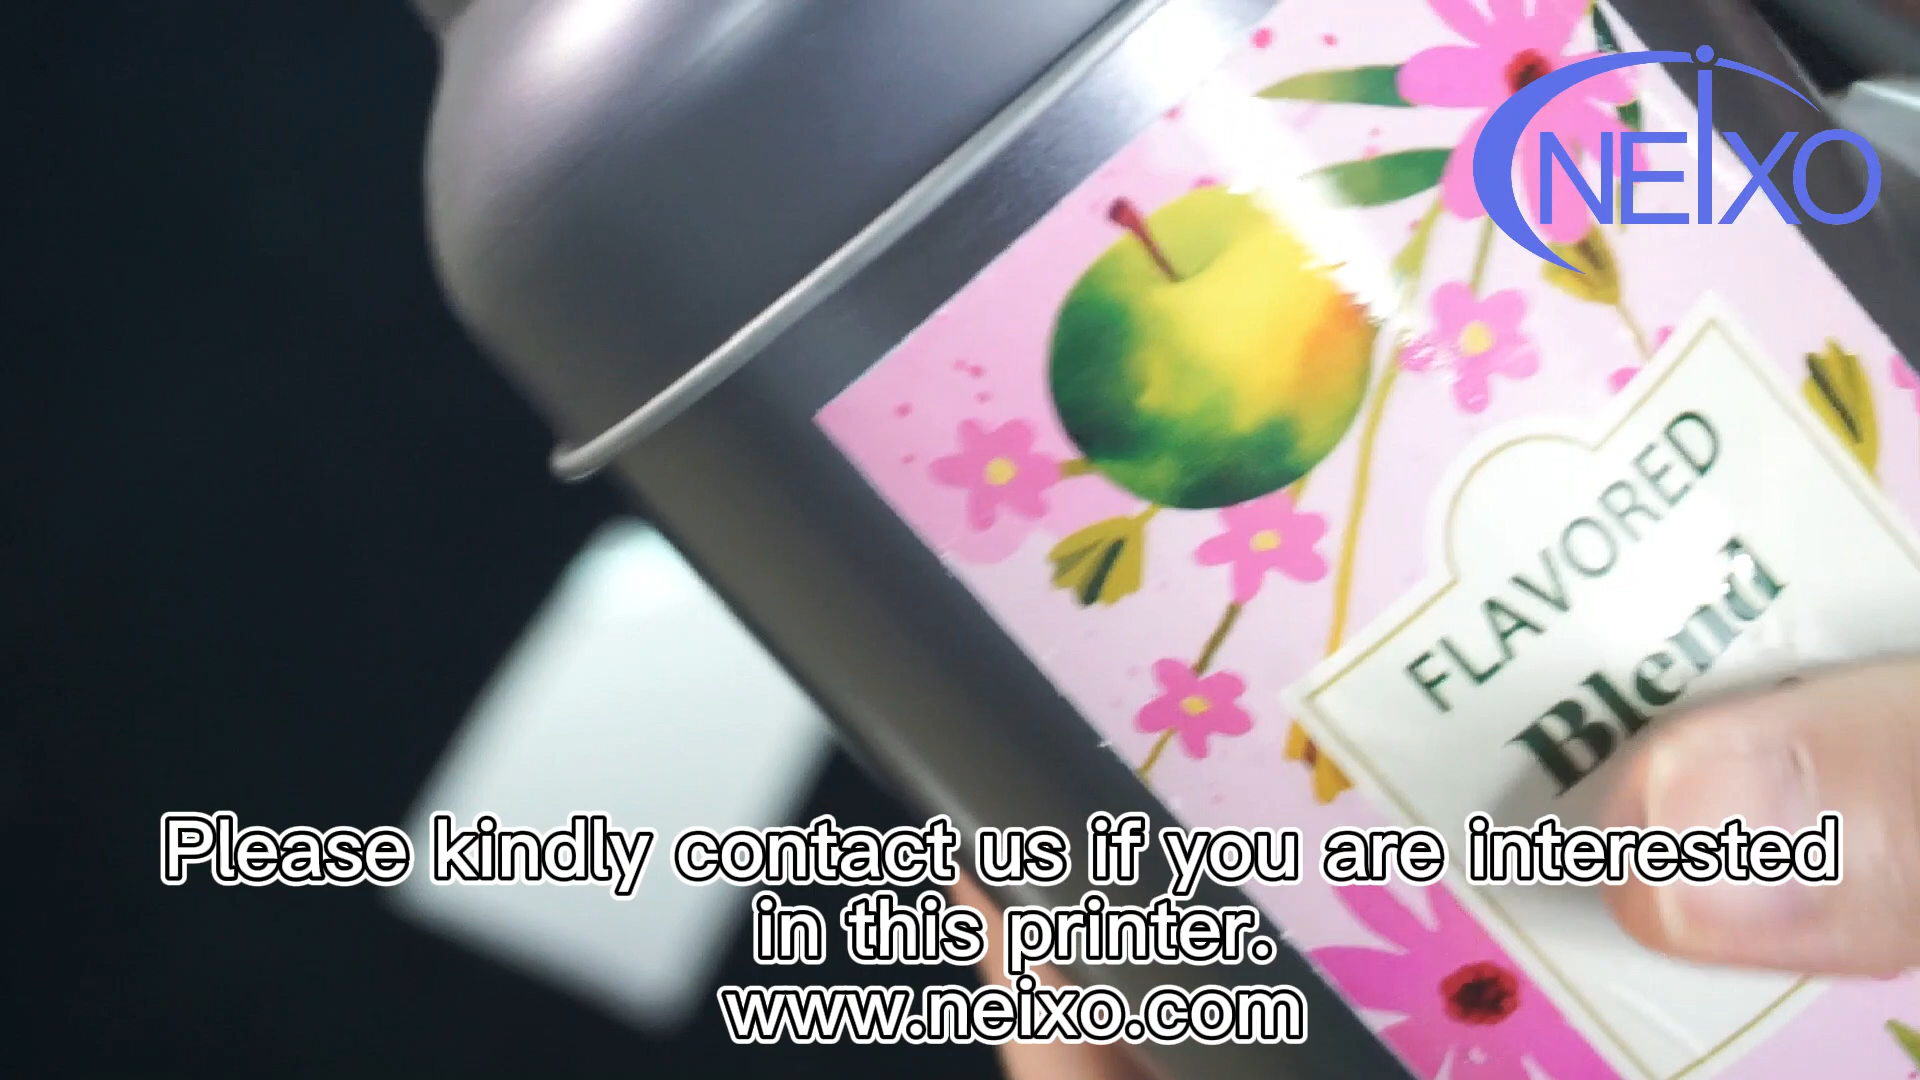 NEIXO
FLAVORED
Blend
Please kindly contact us if you are interested
in this printer.
www.neixo.com